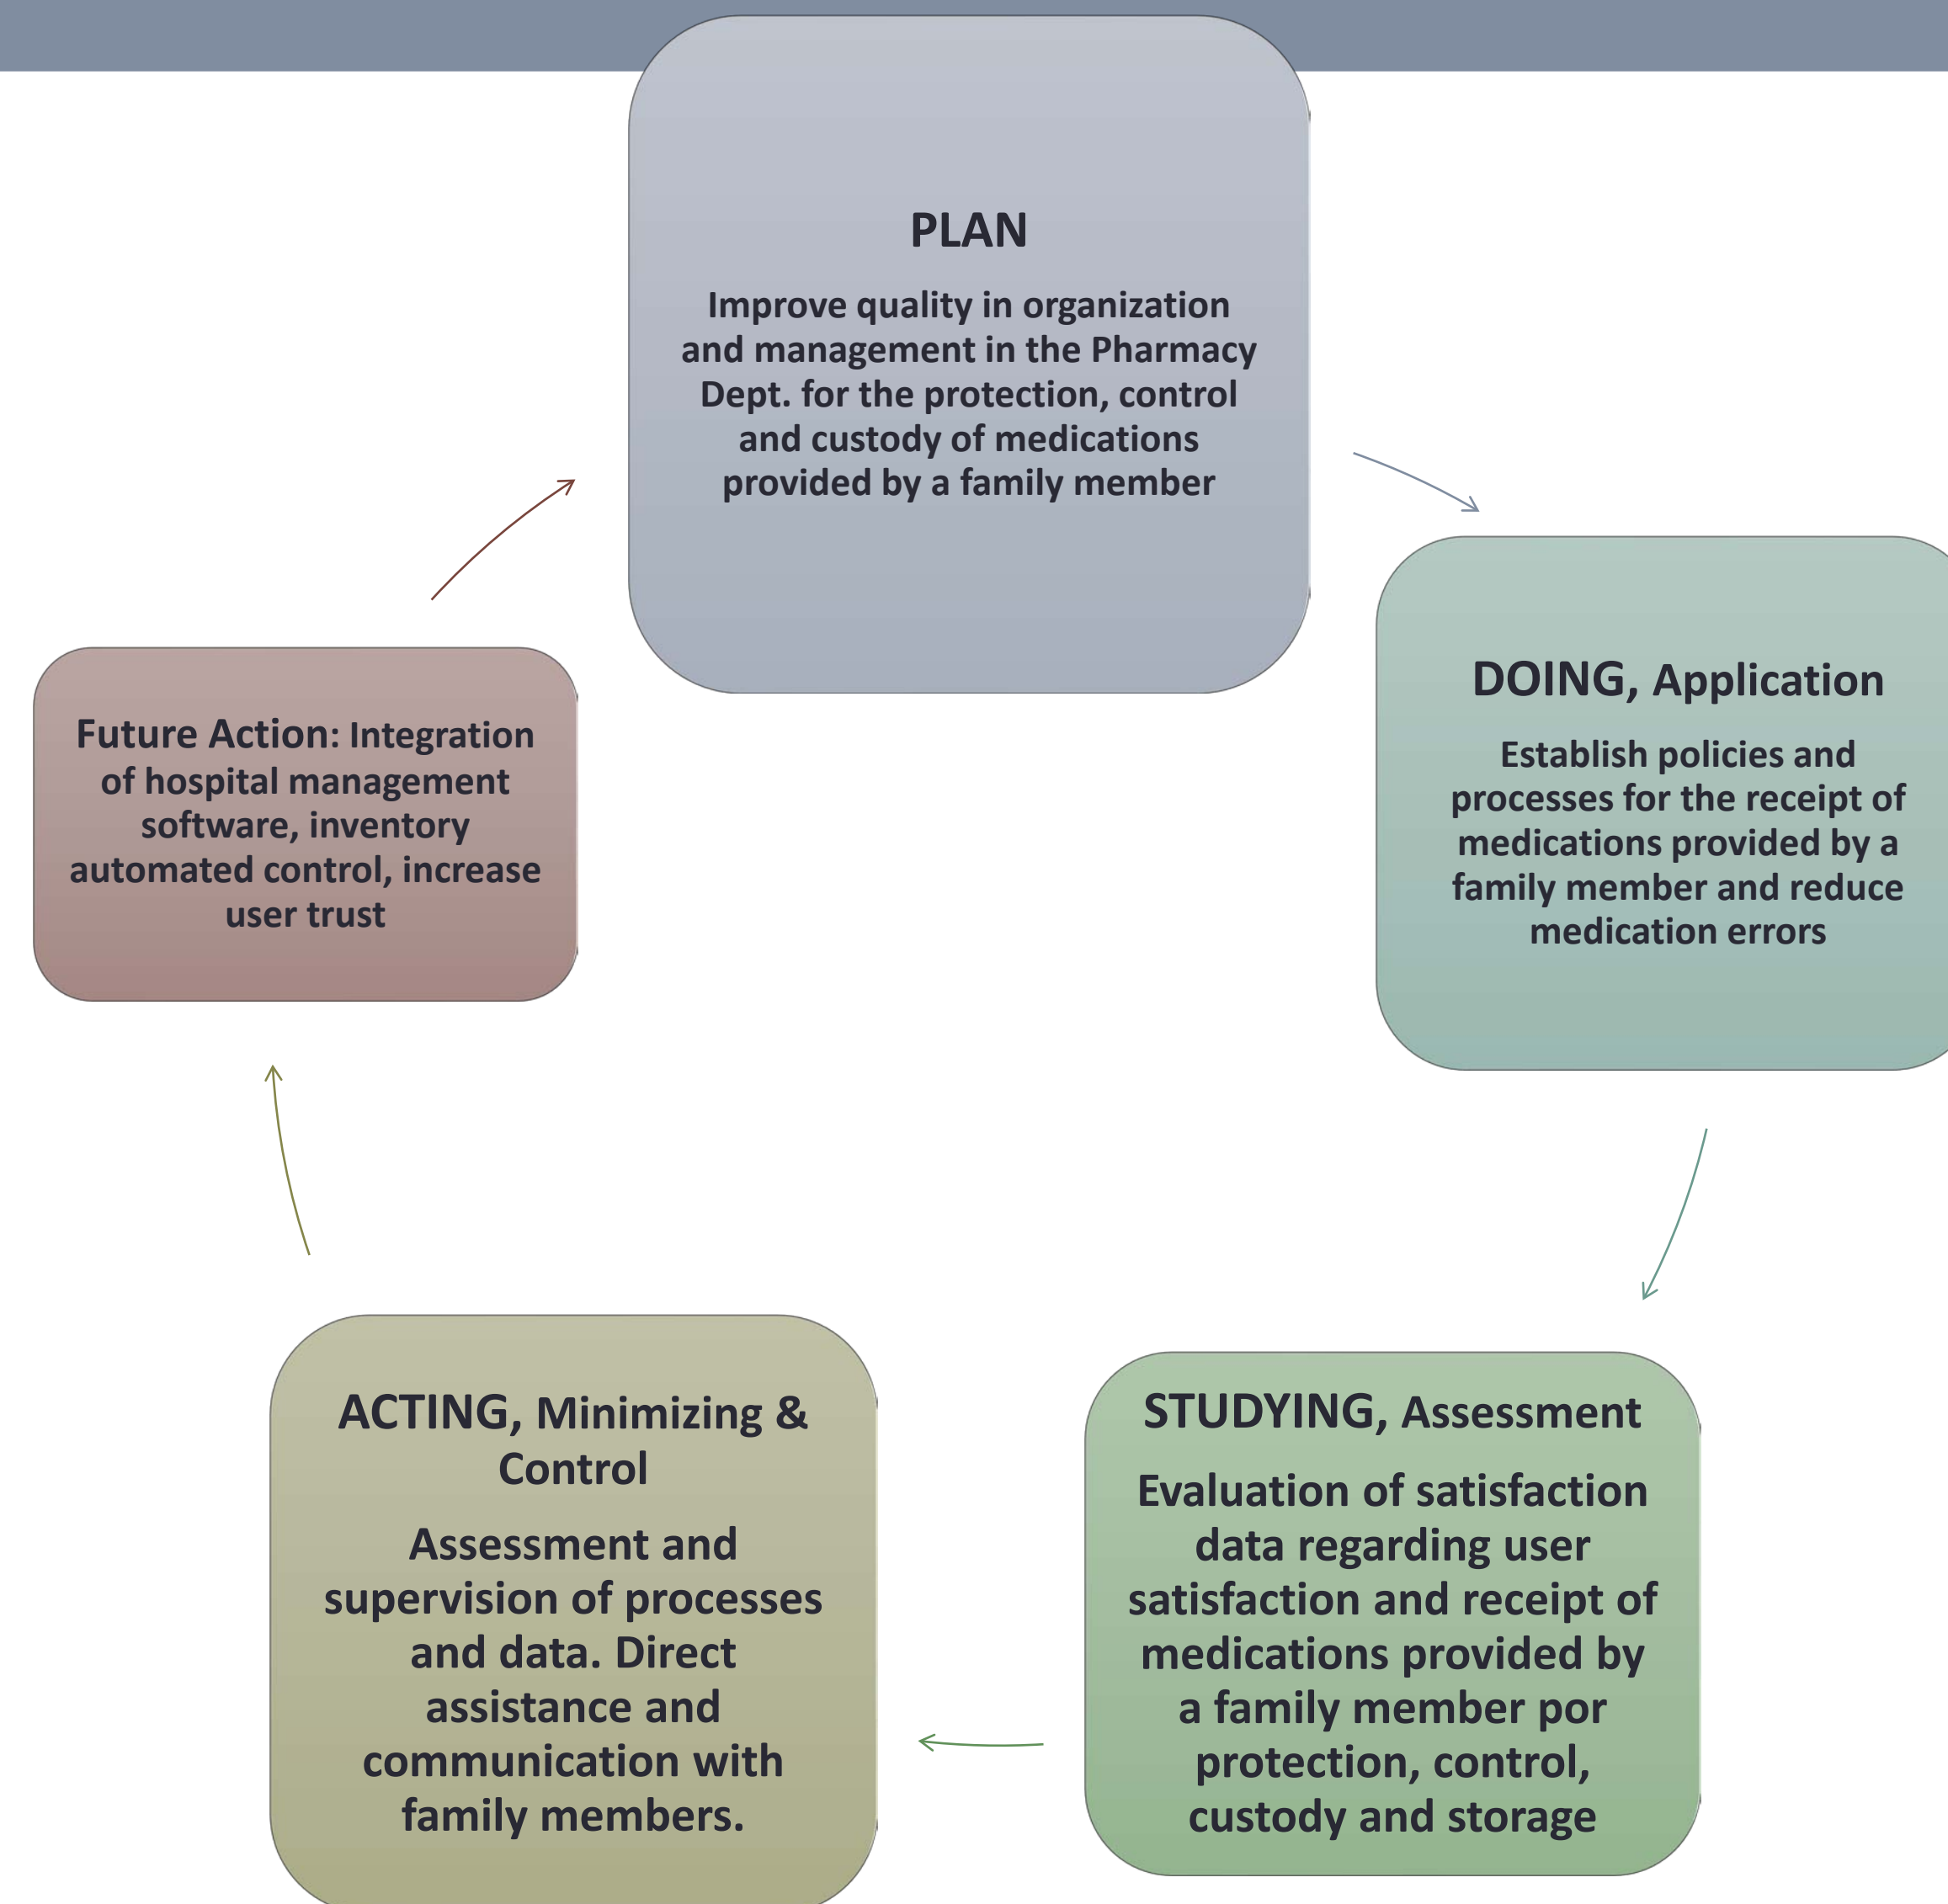 PLAN
Improve quality in organization
and management in the Pharmacy
Dept. for the protection, control
and custody of medications
provided by a family member
DOING, Application
Establish policies and
processes for the receipt of
medications provided by a
family member and reduce
medication errors
STUDYING, Assessment
Evaluation of satisfaction
data regarding user
satisfaction and receipt of
medications provided by
a family member por
protection, control,
custody and storage
ACTING, Minimizing &
Control
Assessment and
supervision of processes
and data. Direct
assistance and
communication with
family members.
Future Action: Integration
of hospital management
software, inventory
automated control, increase
user trust